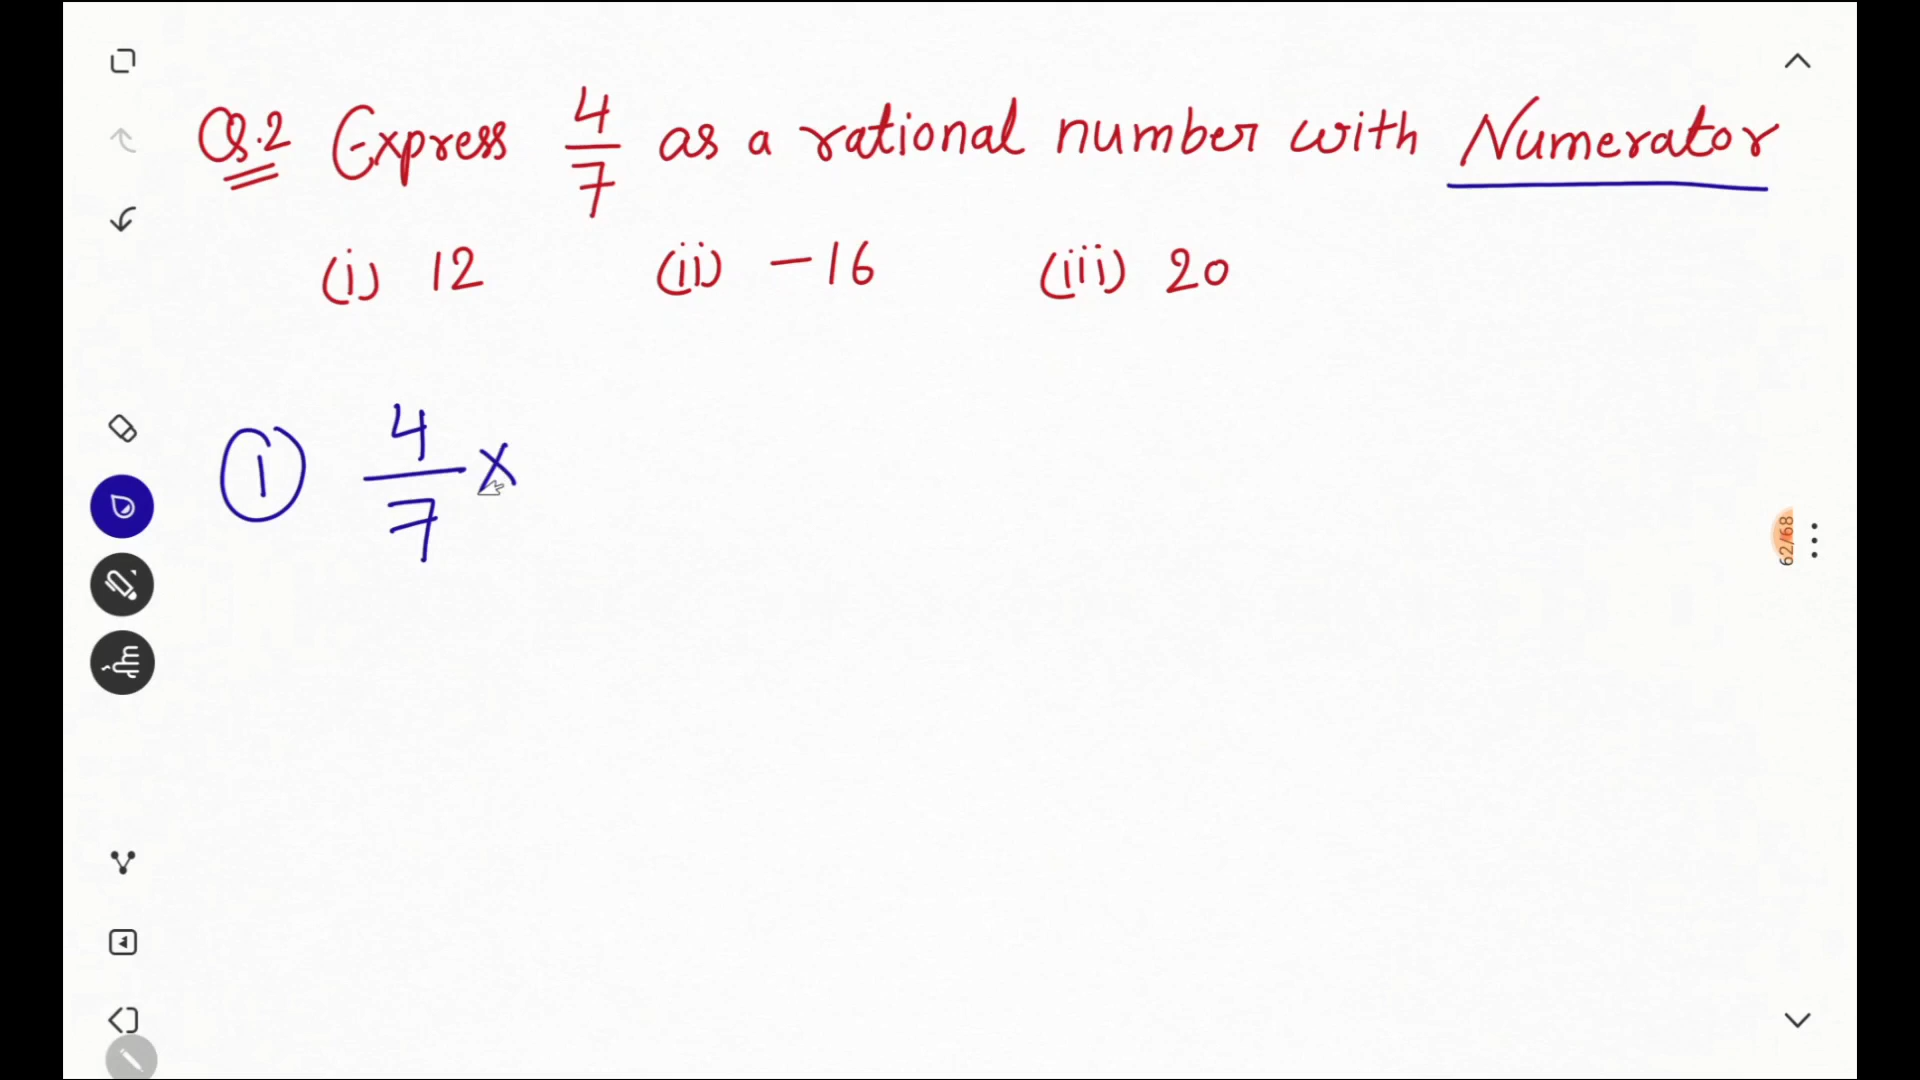 Q.2 Express 4/7 as a rational number with Numerator
(i) 12 (ii) -16 (iii) 20
① 4/7 ×
62/68